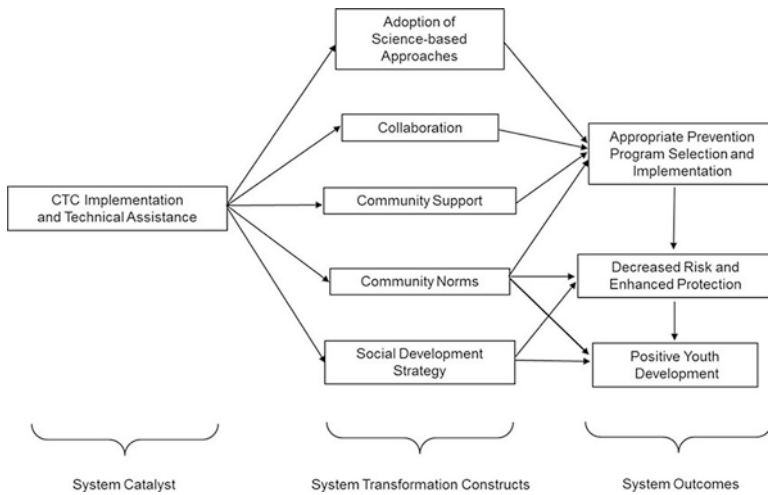 Adoption of
Science-based
Approaches
Collaboration
Appropriate Prevention
Program Selection and
Implementation
CTC Implementation
and Technical Assistance
Community Support
Community Norms
Decreased Risk and
Enhanced Protection
Social Development
Strategy
Positive Youth
Development
System Catalyst
System Transformation Constructs
System Outcomes